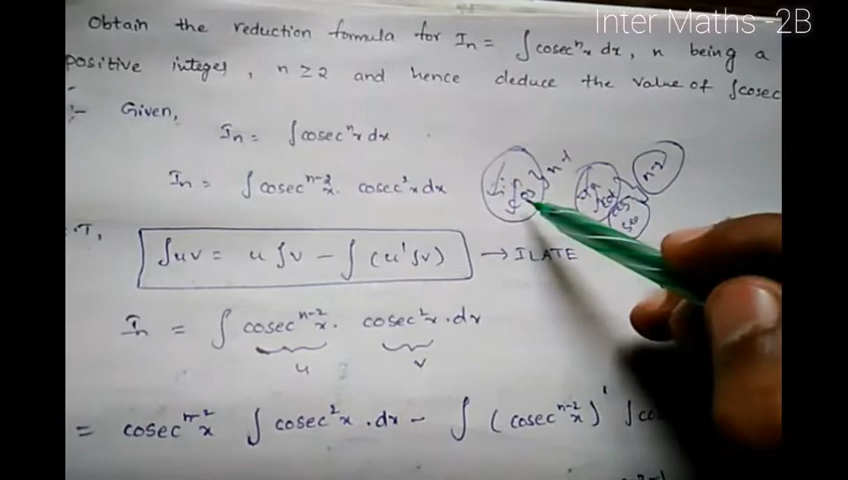 Inter Maths -2B
Obtain the reduction formula for Iₙ = ∫cosecⁿx dx, n being a
positive integer, n ≥ 2 and hence deduce the value of ∫cosec
:- Given,
Iₙ = ∫cosecⁿx dx
Iₙ = ∫cosecⁿ⁻²x. cosec²x dx
n-1
n-2
.T,
∫uv = u∫v - ∫(u'∫v) → ILATE
Iₙ = ∫ cosecⁿ⁻²x. cosec²x.dx
u v
= cosecⁿ⁻²x ∫cosec²x .dx - ∫ (cosecⁿ⁻²x)' ∫co